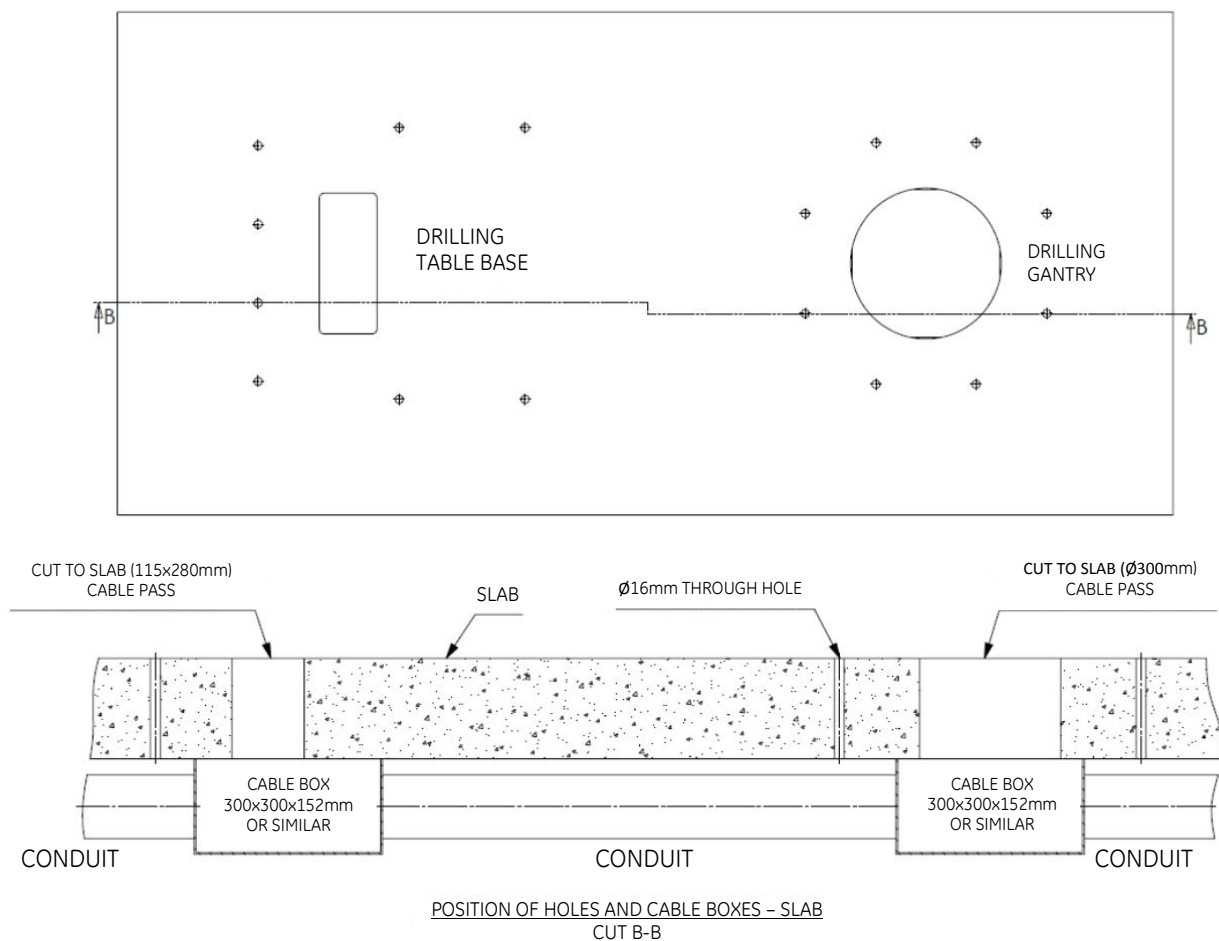 DRILLING
TABLE BASE
DRILLING
GANTRY
B
B
CUT TO SLAB (115x280mm)
CABLE PASS
SLAB
Ø16mm THROUGH HOLE
CUT TO SLAB (Ø300mm)
CABLE PASS
CABLE BOX
300x300x152mm
OR SIMILAR
CABLE BOX
300x300x152mm
OR SIMILAR
CONDUIT
CONDUIT
CONDUIT
POSITION OF HOLES AND CABLE BOXES – SLAB
CUT B-B